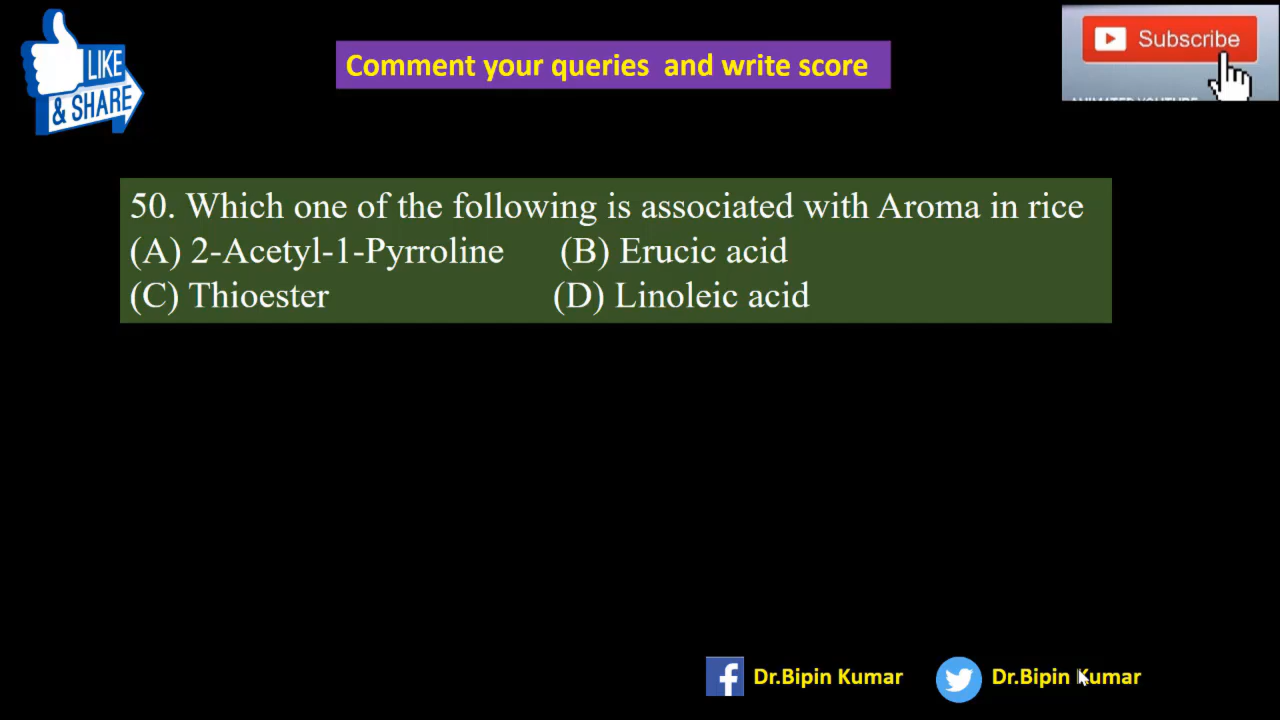 LIKE
& SHARE
Comment your queries and write score
Subscribe
50. Which one of the following is associated with Aroma in rice
(A) 2-Acetyl-1-Pyrroline (B) Erucic acid
(C) Thioester (D) Linoleic acid
Dr.Bipin Kumar Dr.Bipin Kumar